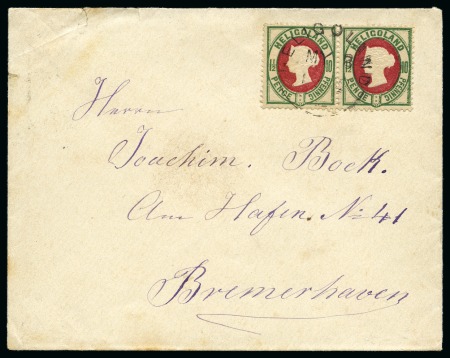 HELIGOLAND HELIGOLAND
PENCE PFENNIG PENCE PFENNIG
Herrn
Joachim. Bock.
Am Hafen. No 41
Bremerhaven